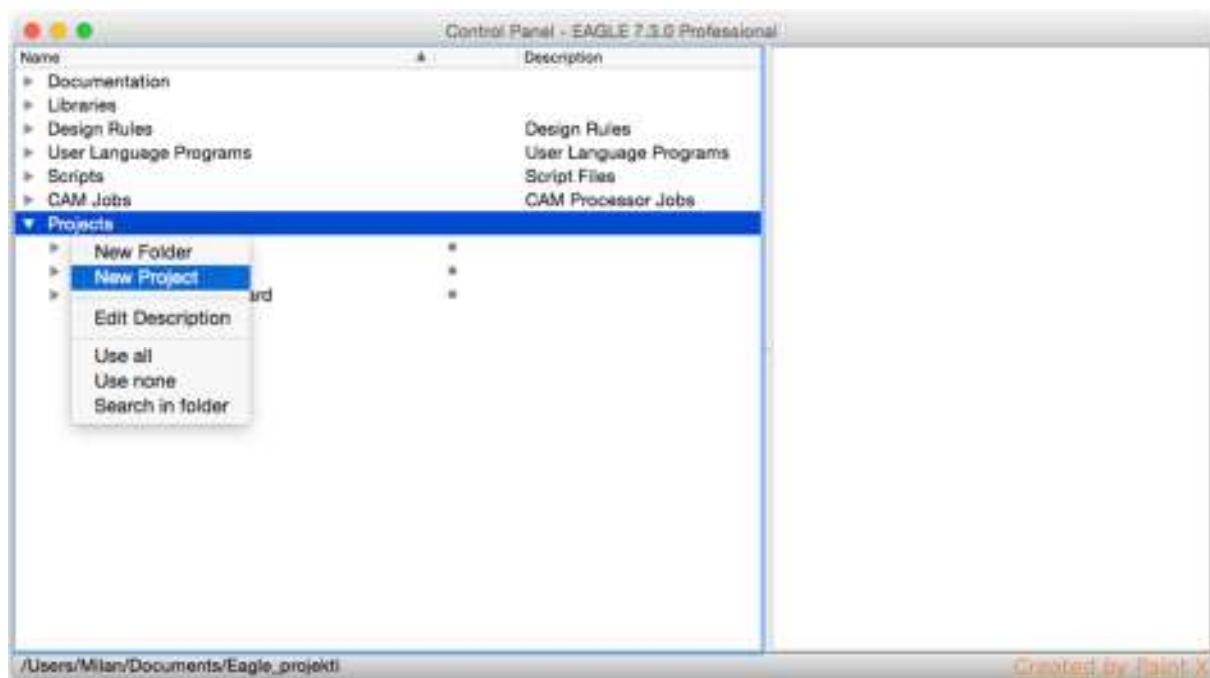 Control Panel - EAGLE 7.3.0 Professional
Name Description
Documentation
Libraries
Design Rules Design Rules
User Language Programs User Language Programs
Scripts Script Files
CAM Jobs CAM Processor Jobs
Projects
New Folder
New Project
ard
Edit Description
Use all
Use none
Search in folder
/Users/Milan/Documents/Eagle_projekti
Created by Paint X